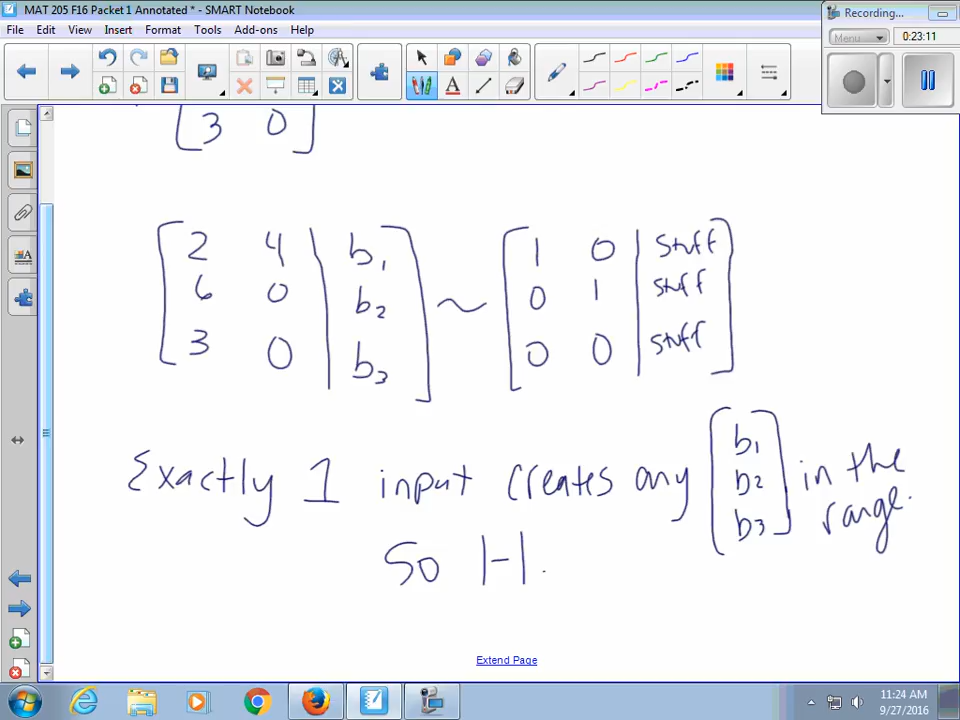 MAT 205 F16 Packet 1 Annotated * - SMART Notebook
Recording...
File Edit View Insert Format Tools Add-ons Help
Menu
0:23:11
3 0
2 4 b1 ~ 1 0 stuff
6 0 b2 0 1 stuff
3 0 b3 0 0 stuff
Exactly 1 input creates any b1 b2 b3 in the range.
So 1-1.
Extend Page
11:24 AM
9/27/2016